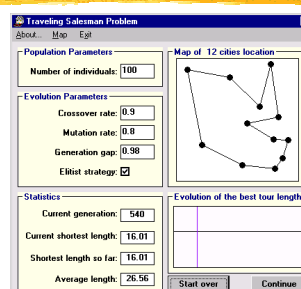 Traveling Salesman Problem
About... Map Exit
Population Parameters
Number of individuals: 100
Evolution Parameters
Crossover rate: 0.9
Mutation rate: 0.8
Generation gap: 0.98
Elitist strategy:
Statistics
Current generation: 540
Current shortest length: 16.01
Shortest length so far: 16.01
Average length: 26.56
Map of 12 cities location
Evolution of the best tour length
Start over Continue